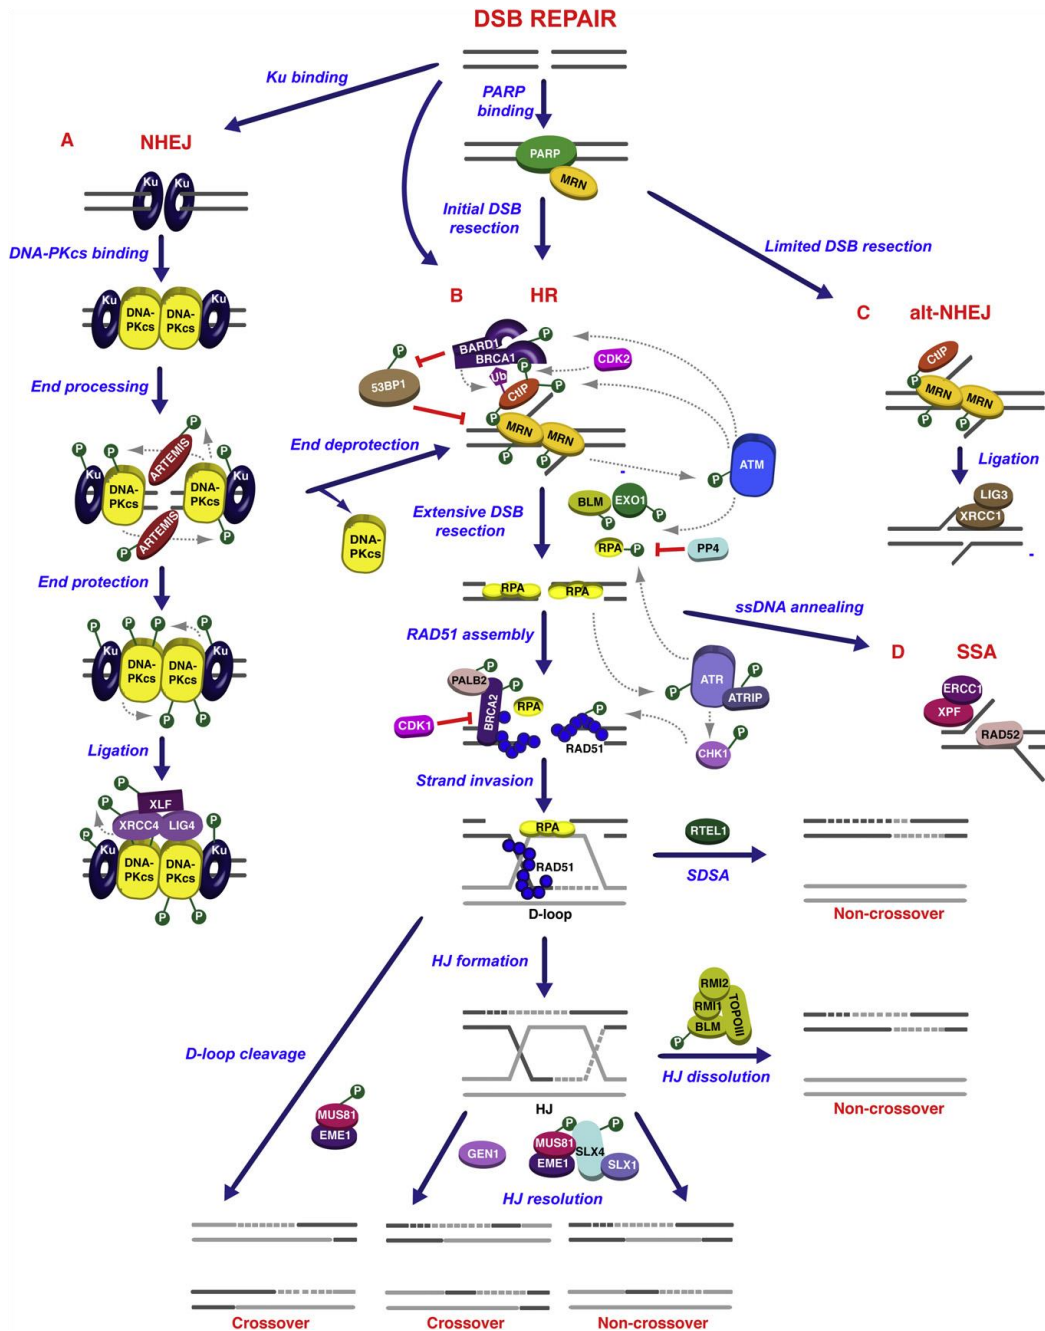 DSB REPAIR
Ku binding
PARP
binding
A
NHEJ
PARP
MRN
Ku
Ku
Initial DSB
resection
Limited DSB resection
DNA-PKcs binding
B
HR
C
alt-NHEJ
Ku
DNA-
PKcs
DNA-
PKcs
Ku
P
P
BARD1
BRCA1
CDK2
P
Ub
53BP1
CtIP
P
P
MRN
MRN
P
P
CtIP
P
MRN
MRN
P
P
End processing
End deprotection
ATM
P
Ligation
P
P
P
ARTEMIS
Ku
DNA-
PKcs
DNA-
PKcs
Ku
ARTEMIS
P
P
Extensive DSB
resection
BLM
P
EXO1
P
RPA
P
PP4
DNA-
PKcs
LIG3
XRCC1
-
-
End protection
RPA
RPA
ssDNA annealing
P
P
P
P
Ku
DNA-
PKcs
DNA-
PKcs
Ku
P
P
RAD51 assembly
D
SSA
P
PALB2
P
BRCA2
RPA
CDK1
P
RAD51
P
ATR
P
ATRIP
P
CHK1
ERCC1
XPF
RAD52
Ligation
Strand invasion
P
XLF
XRCC4
LIG4
P
P
Ku
DNA-
PKcs
DNA-
PKcs
Ku
P
P
RPA
RAD51
D-loop
RTEL1
SDSA
Non-crossover
HJ formation
RMI2
RMI1
TOPOIII
BLM
P
D-loop cleavage
HJ dissolution
HJ
Non-crossover
P
MUS81
EME1
GEN1
P
MUS81
EME1
P
SLX4
SLX1
HJ resolution
Crossover
Crossover
Non-crossover